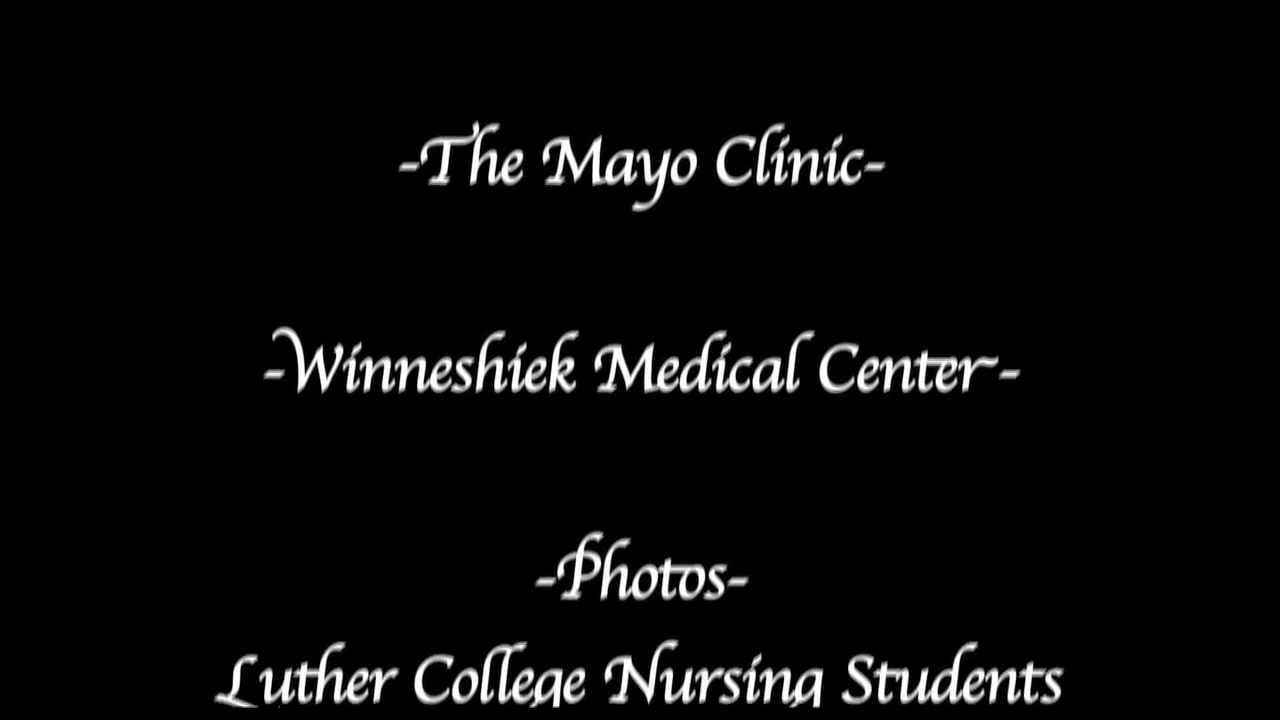 -The Mayo Clinic-
-Winneshiek Medical Center-
-Photos-
Luther College Nursing Students